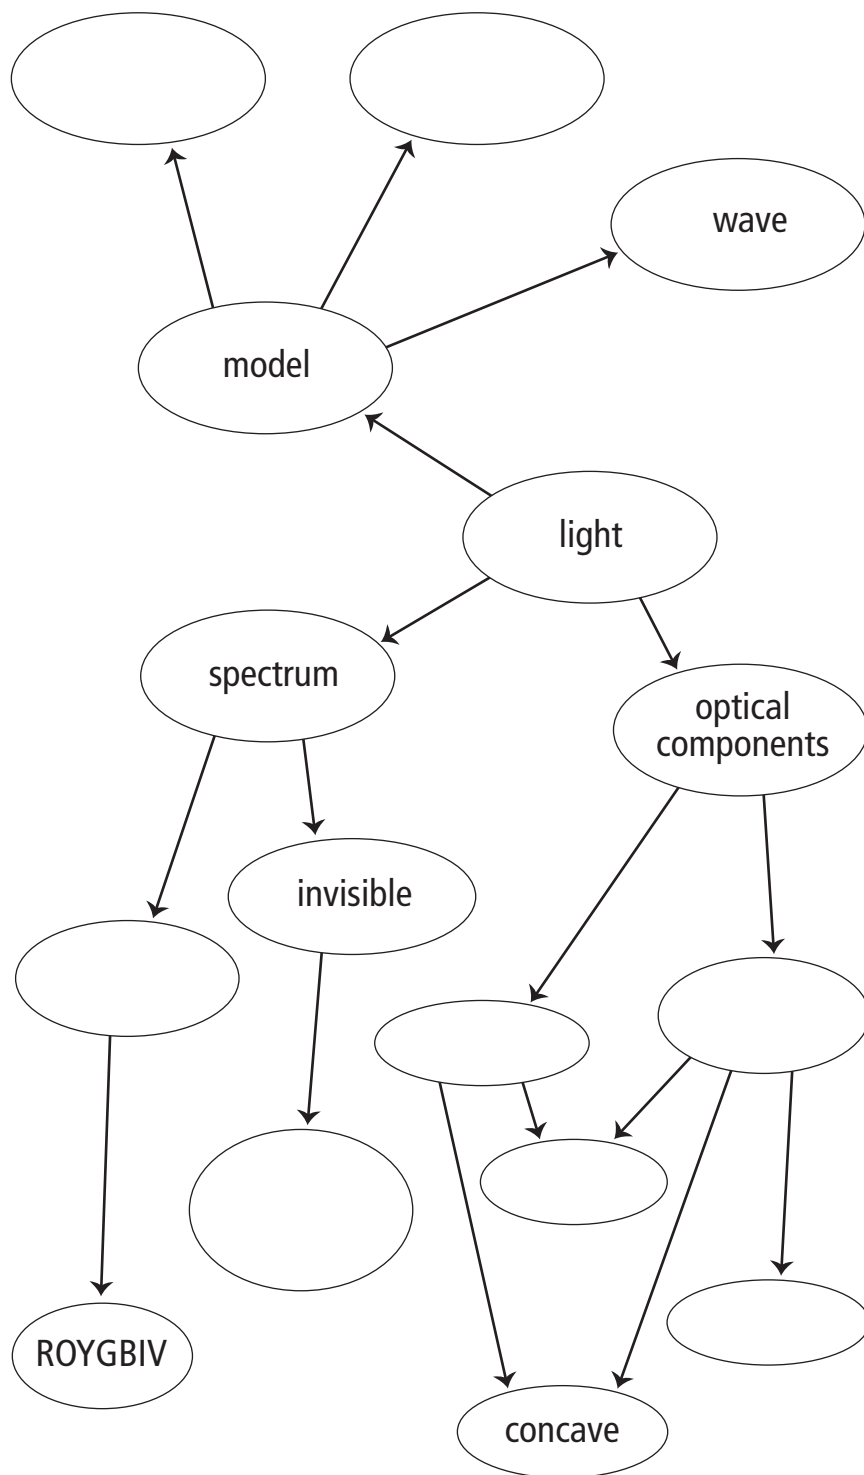 wave
model
light
spectrum
optical
components
invisible
ROYGBIV
concave